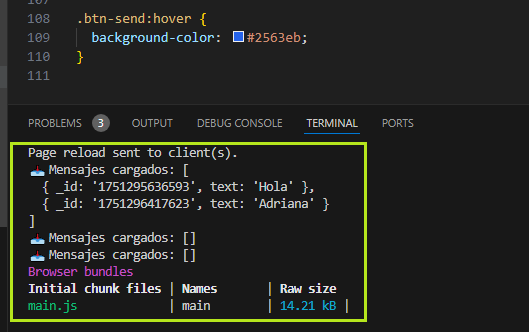 107
108 .btn-send:hover {
109 background-color: #2563eb;
110 }
111
PROBLEMS 3 OUTPUT DEBUG CONSOLE TERMINAL PORTS
Page reload sent to client(s).
📥 Mensajes cargados: [
{ _id: '1751295636593', text: 'Hola' },
{ _id: '1751296417623', text: 'Adriana' }
]
📥 Mensajes cargados: []
📥 Mensajes cargados: []
Browser bundles
Initial chunk files | Names | Raw size
main.js | main | 14.21 kB |